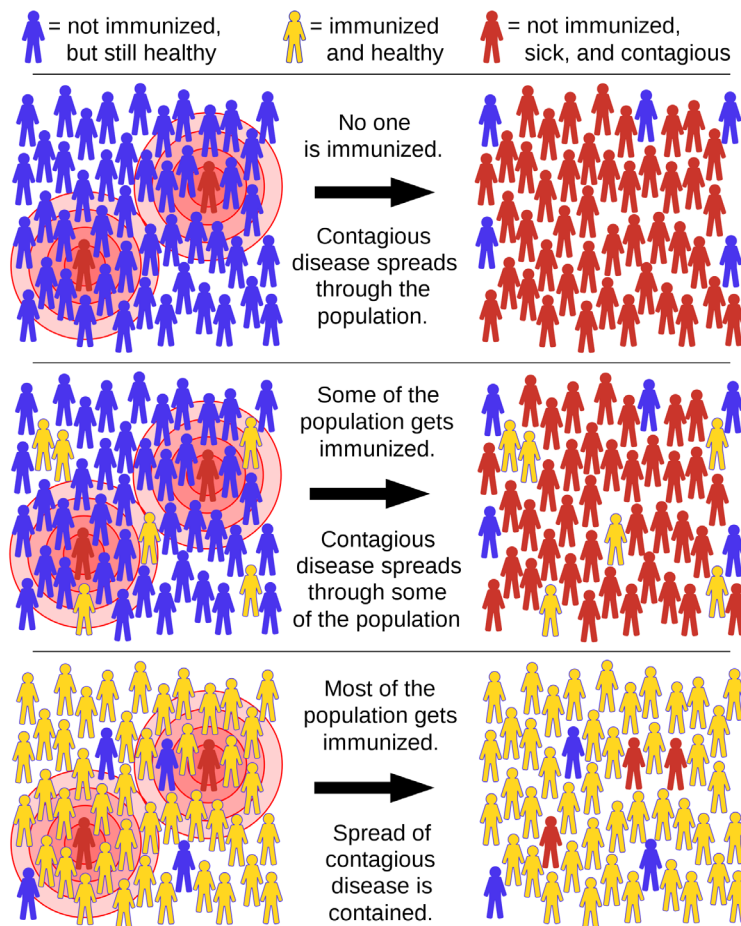 = not immunized,
but still healthy
= immunized
and healthy
= not immunized,
sick, and contagious
No one
is immunized.
Contagious
disease spreads
through the
population.
Some of the
population gets
immunized.
Contagious
disease spreads
through some
of the population
Most of the
population gets
immunized.
Spread of
contagious
disease is
contained.